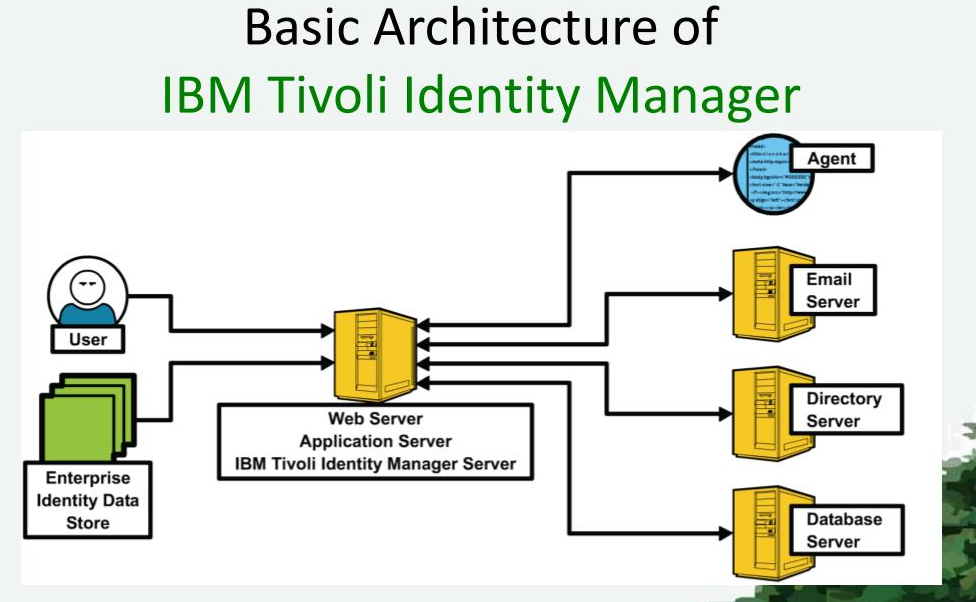 Basic Architecture of
IBM Tivoli Identity Manager
Agent
Email
Server
User
Directory
Server
Web Server
Application Server
IBM Tivoli Identity Manager Server
Enterprise
Identity Data
Store
Database
Server